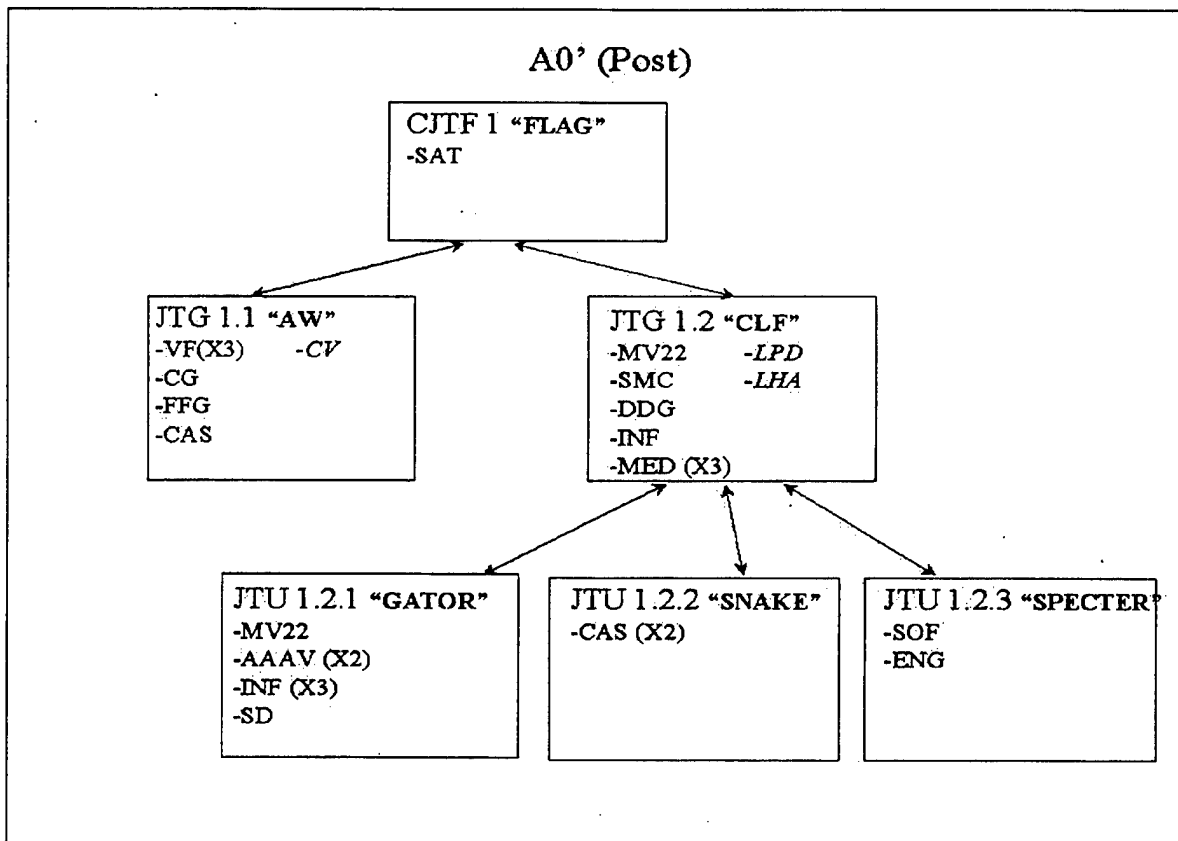 A0’ (Post)
CJTF 1 “FLAG”
-SAT
JTG 1.1 “AW”
-VF(X3) -CV
-CG
-FFG
-CAS
JTG 1.2 “CLF”
-MV22 -LPD
-SMC -LHA
-DDG
-INF
-MED (X3)
JTU 1.2.1 “GATOR”
-MV22
-AAAV (X2)
-INF (X3)
-SD
JTU 1.2.2 “SNAKE”
-CAS (X2)
JTU 1.2.3 “SPECTER”
-SOF
-ENG